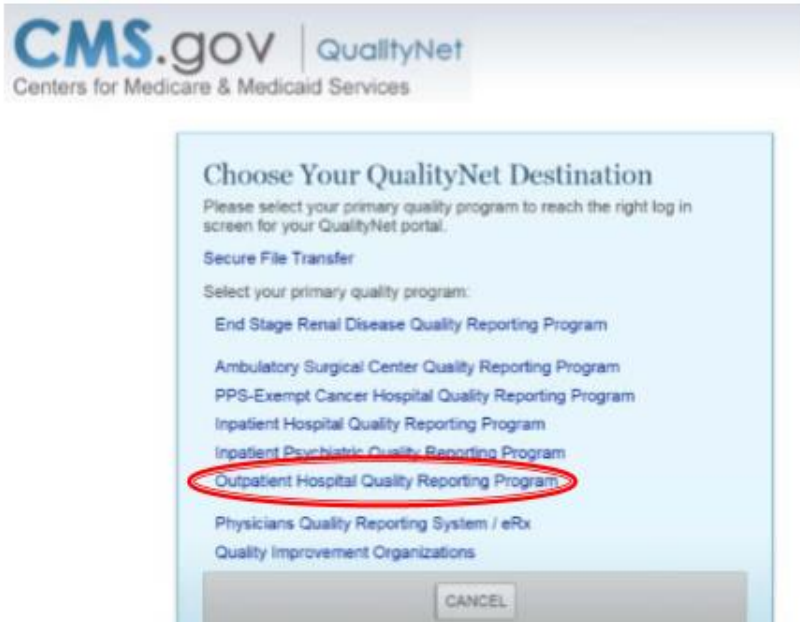 CMS.gov QualityNet
Centers for Medicare & Medicaid Services
Choose Your QualityNet Destination
Please select your primary quality program to reach the right log in
screen for your QualityNet portal.
Secure File Transfer
Select your primary quality program:
End Stage Renal Disease Quality Reporting Program
Ambulatory Surgical Center Quality Reporting Program
PPS-Exempt Cancer Hospital Quality Reporting Program
Inpatient Hospital Quality Reporting Program
Inpatient Psychiatric Quality Reporting Program
Outpatient Hospital Quality Reporting Program
Physicians Quality Reporting System / eRx
Quality Improvement Organizations
CANCEL